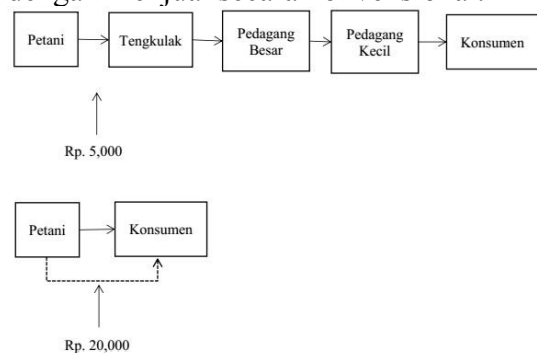 Petani
Tengkulak
Pedagang
Besar
Pedagang
Kecil
Konsumen
Rp. 5,000
Petani
Konsumen
Rp. 20,000